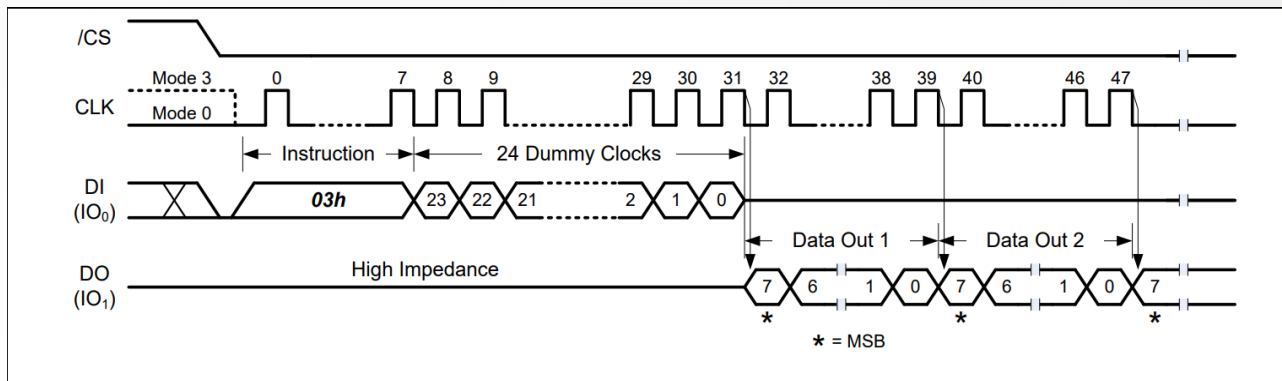 /CS
Mode 3 0 7 8 9 29 30 31 32 38 39 40 46 47
CLK
Mode 0
Instruction 24 Dummy Clocks
DI
(IO0)
03h 23 22 21 2 1 0
Data Out 1 Data Out 2
High Impedance
DO
(IO1)
7 6 1 0 7 6 1 0 7
* * *
* = MSB